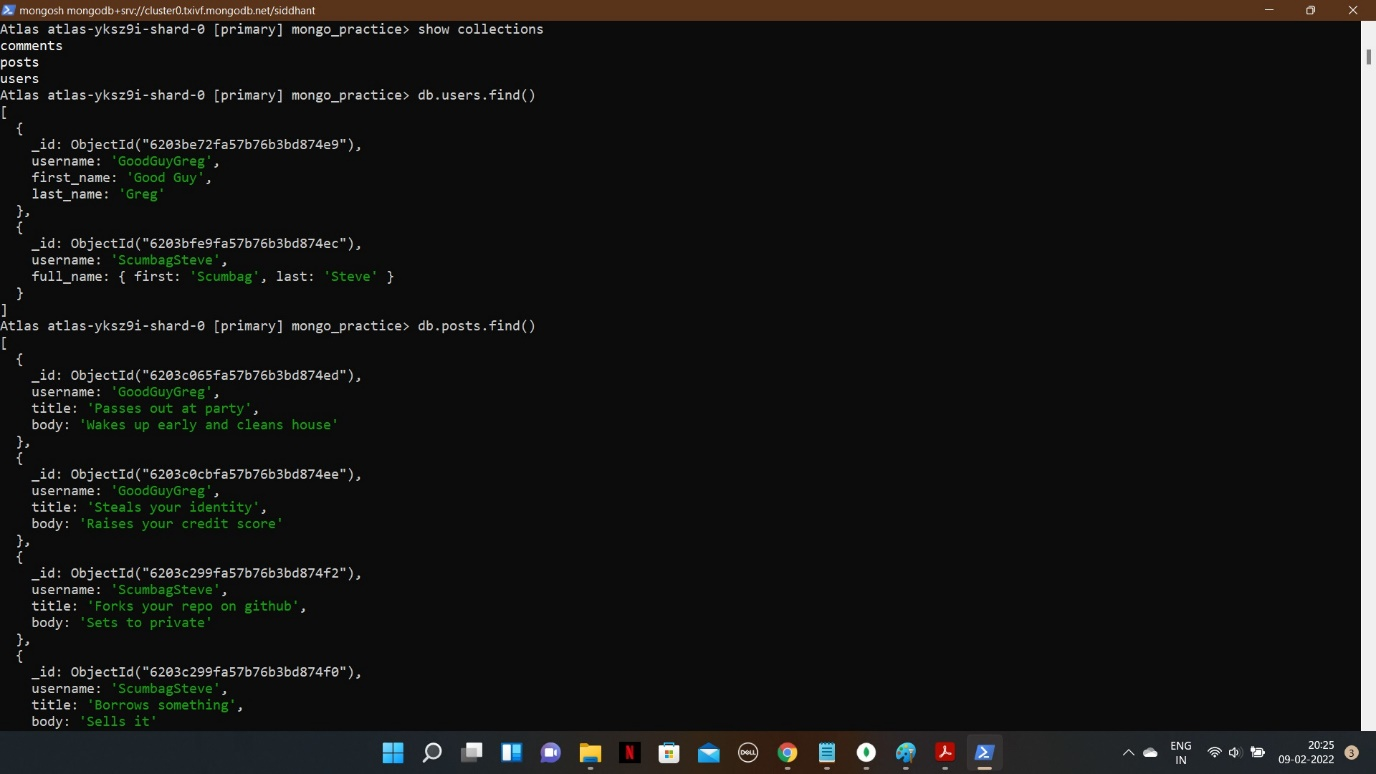 mongosh mongodb+srv://cluster0.txivf.mongodb.net/siddhant
Atlas atlas-yksz9i-shard-0 [primary] mongo_practice> show collections
comments
posts
users
Atlas atlas-yksz9i-shard-0 [primary] mongo_practice> db.users.find()
[
  {
    _id: ObjectId("6203be72fa57b76b3bd874e9"),
    username: 'GoodGuyGreg',
    first_name: 'Good Guy',
    last_name: 'Greg'
  },
  {
    _id: ObjectId("6203bfe9fa57b76b3bd874ec"),
    username: 'ScumbagSteve',
    full_name: { first: 'Scumbag', last: 'Steve' }
  }
]
Atlas atlas-yksz9i-shard-0 [primary] mongo_practice> db.posts.find()
[
  {
    _id: ObjectId("6203c065fa57b76b3bd874ed"),
    username: 'GoodGuyGreg',
    title: 'Passes out at party',
    body: 'Wakes up early and cleans house'
  },
  {
    _id: ObjectId("6203c0cbfa57b76b3bd874ee"),
    username: 'GoodGuyGreg',
    title: 'Steals your identity',
    body: 'Raises your credit score'
  },
  {
    _id: ObjectId("6203c299fa57b76b3bd874f2"),
    username: 'ScumbagSteve',
    title: 'Forks your repo on github',
    body: 'Sets to private'
  },
  {
    _id: ObjectId("6203c299fa57b76b3bd874f0"),
    username: 'ScumbagSteve',
    title: 'Borrows something',
    body: 'Sells it'
DELL
N
ENG
IN
20:25
09-02-2022
3